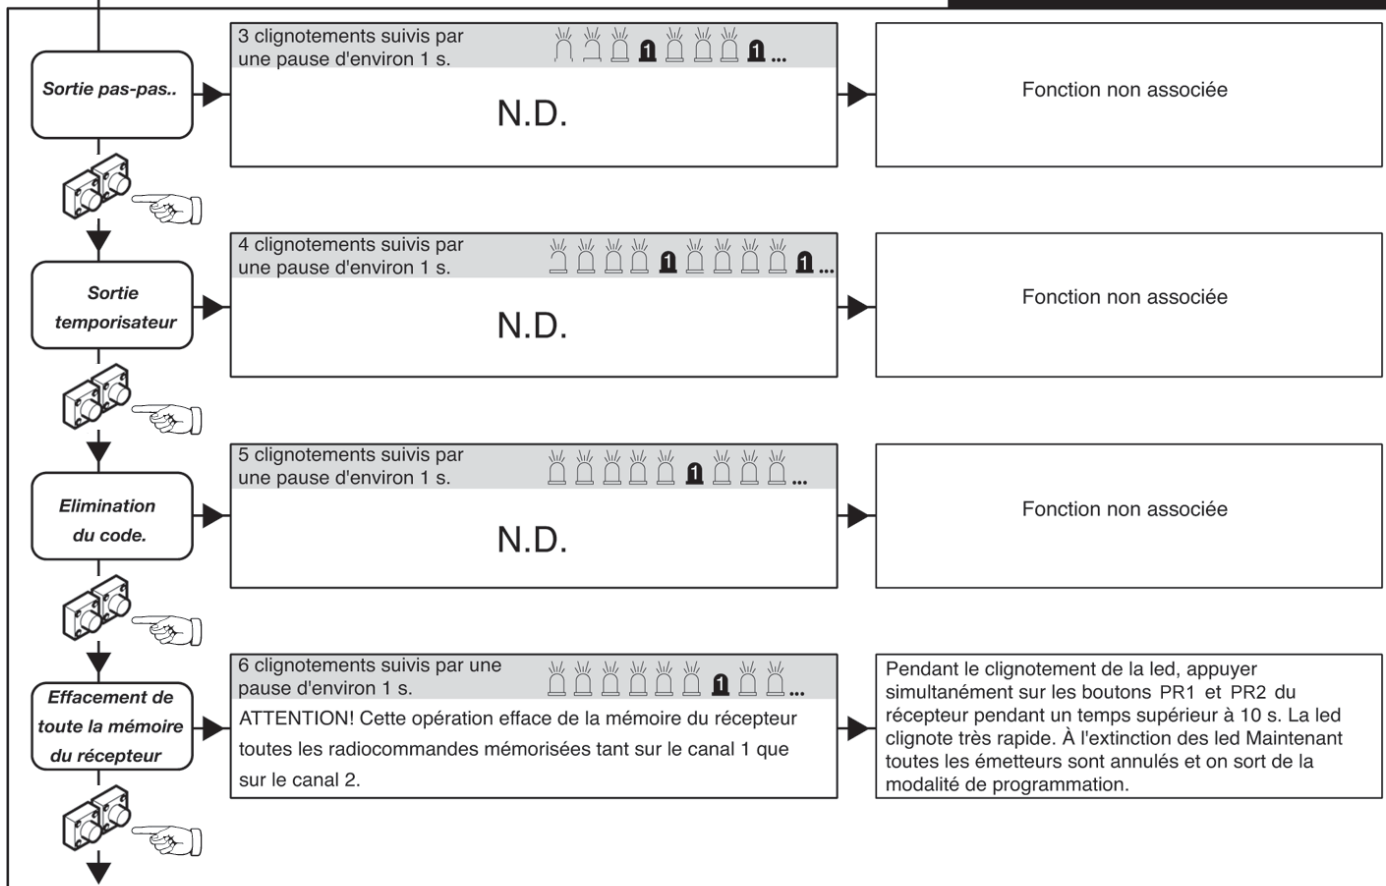 Sortie pas-pas..
3 clignotements suivis par
une pause d'environ 1 s.
1
1
...
N.D.
Fonction non associée
Sortie
temporisateur
4 clignotements suivis par
une pause d'environ 1 s.
1
1
...
N.D.
Fonction non associée
Elimination
du code.
5 clignotements suivis par
une pause d'environ 1 s.
1
...
N.D.
Fonction non associée
Effacement de
toute la mémoire
du récepteur
6 clignotements suivis par une
pause d'environ 1 s.
1
...
ATTENTION! Cette opération efface de la mémoire du récepteur
toutes les radiocommandes mémorisées tant sur le canal 1 que
sur le canal 2.
Pendant le clignotement de la led, appuyer
simultanément sur les boutons PR1 et PR2 du
récepteur pendant un temps supérieur à 10 s. La led
clignote très rapide. À l'extinction des led Maintenant
toutes les émetteurs sont annulés et on sort de la
modalité de programmation.